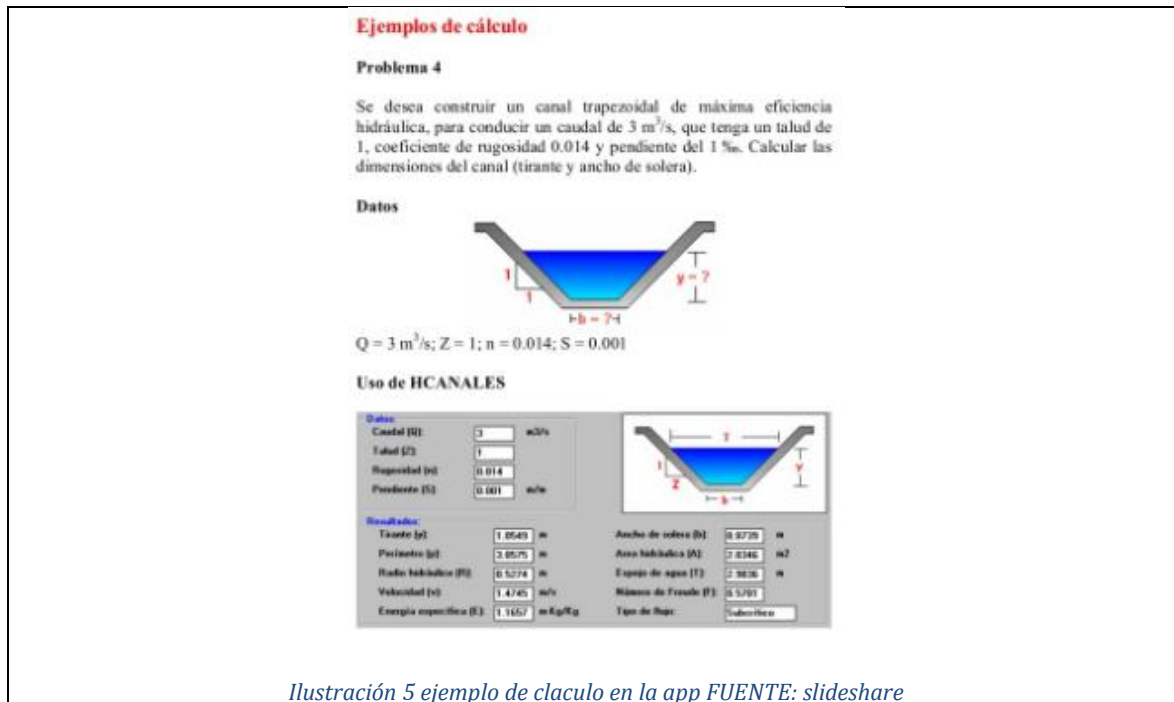 Ejemplos de cálculo
Problema 4
Se desea construir un canal trapezoidal de máxima eficiencia
hidráulica, para conducir un caudal de 3 m³/s, que tenga un talud de
1, coeficiente de rugosidad 0.014 y pendiente del 1 ‰. Calcular las
dimensiones del canal (tirante y ancho de solera).
Datos
1
1
y = ?
b = ?
Q = 3 m³/s; Z = 1; n = 0.014; S = 0.001
Uso de HCANALES
Datos:
Caudal (Q): 3 m3/s
Talud (Z): 1
Rugosidad (n): 0.014
Pendiente (S): 0.001 m/m
T
1
Z
y
b
Resultados:
Tirante (y): 1.0549 m Ancho de solera (b): 0.8739 m
Perímetro (p): 3.8575 m Area hidráulica (A): 2.0346 m2
Radio hidráulico (R): 0.5274 m Espejo de agua (T): 2.9836 m
Velocidad (v): 1.4745 m/s Número de Froude (F): 0.5701
Energía específica (E): 1.1657 m-Kg/Kg Tipo de flujo: Subcrítico
Ilustración 5 ejemplo de claculo en la app FUENTE: slideshare